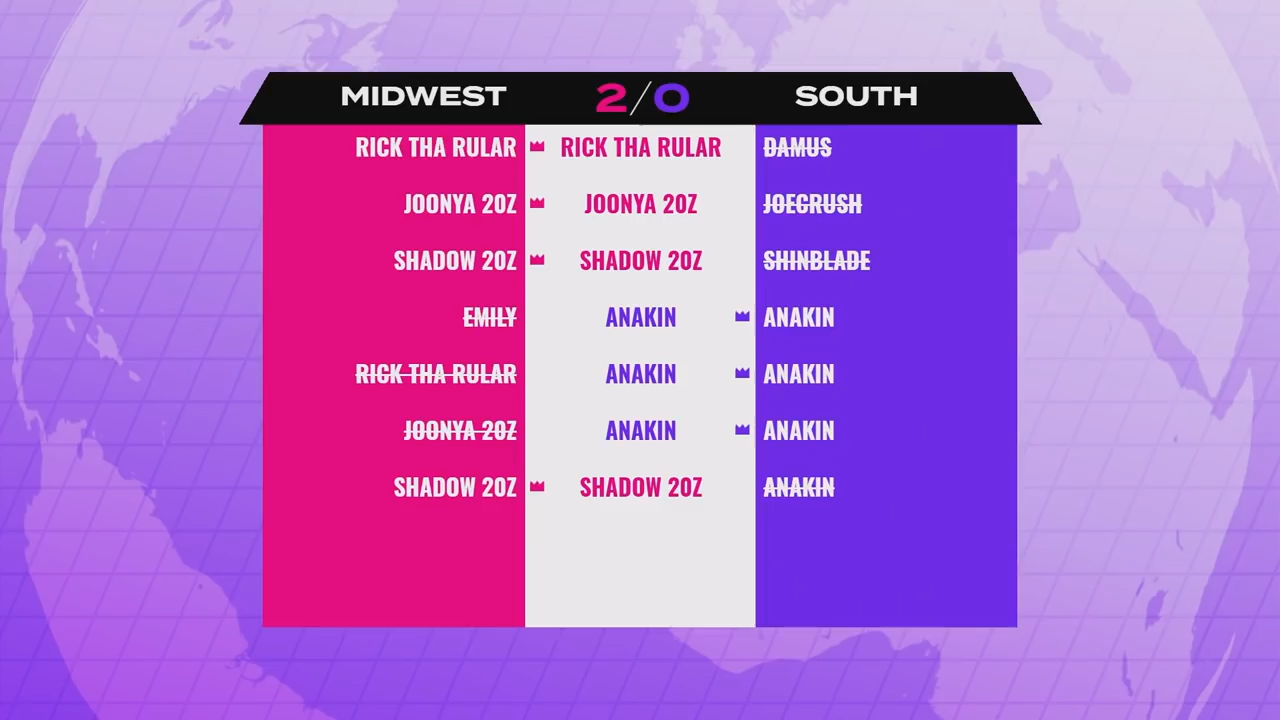 MIDWEST 2/0 SOUTH
RICK THA RULAR RICK THA RULAR DAMUS
JOONYA 2OZ JOONYA 2OZ JOECRUSH
SHADOW 2OZ SHADOW 2OZ SHINBLADE
EMILY ANAKIN ANAKIN
RICK THA RULAR ANAKIN ANAKIN
JOONYA 2OZ ANAKIN ANAKIN
SHADOW 2OZ SHADOW 2OZ ANAKIN